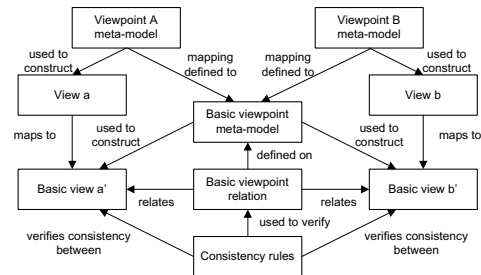 Viewpoint A
meta-model
Viewpoint B
meta-model
used to
construct
mapping
defined to
mapping
defined to
used to
construct
View a
Basic viewpoint
meta-model
View b
maps to
used to
construct
defined on
used to
construct
maps to
Basic view a'
Basic viewpoint
relation
Basic view b'
relates
relates
used to verify
verifies consistency
between
Consistency rules
verifies consistency
between